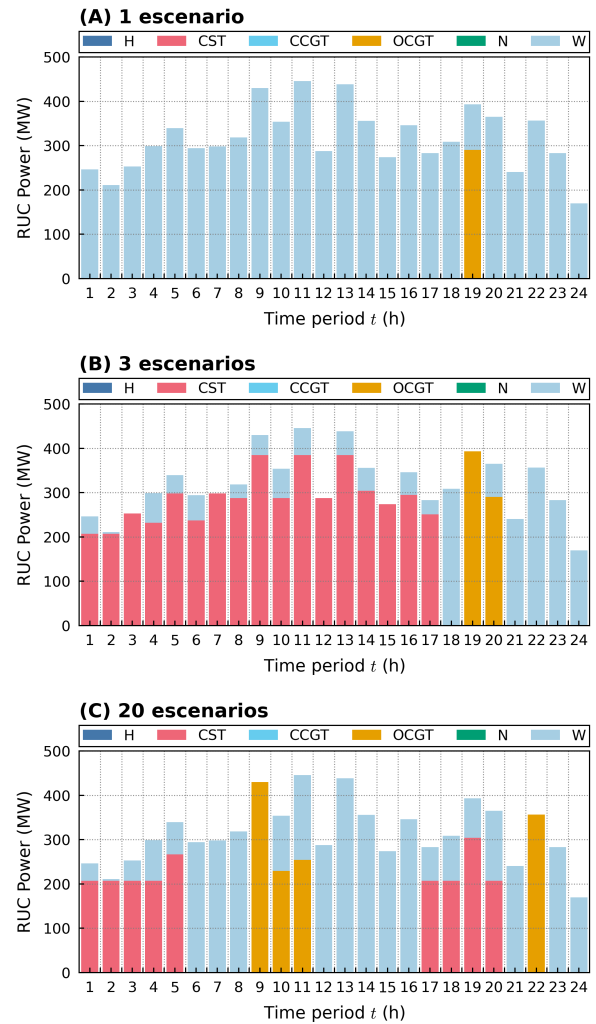 (A) 1 escenario
H CST CCGT OCGT N W
500
400
300
200
100
0
RUC Power (MW)
1 2 3 4 5 6 7 8 9 10 11 12 13 14 15 16 17 18 19 20 21 22 23 24
Time period t (h)
(B) 3 escenarios
H CST CCGT OCGT N W
500
400
300
200
100
0
RUC Power (MW)
1 2 3 4 5 6 7 8 9 10 11 12 13 14 15 16 17 18 19 20 21 22 23 24
Time period t (h)
(C) 20 escenarios
H CST CCGT OCGT N W
500
400
300
200
100
0
RUC Power (MW)
1 2 3 4 5 6 7 8 9 10 11 12 13 14 15 16 17 18 19 20 21 22 23 24
Time period t (h)